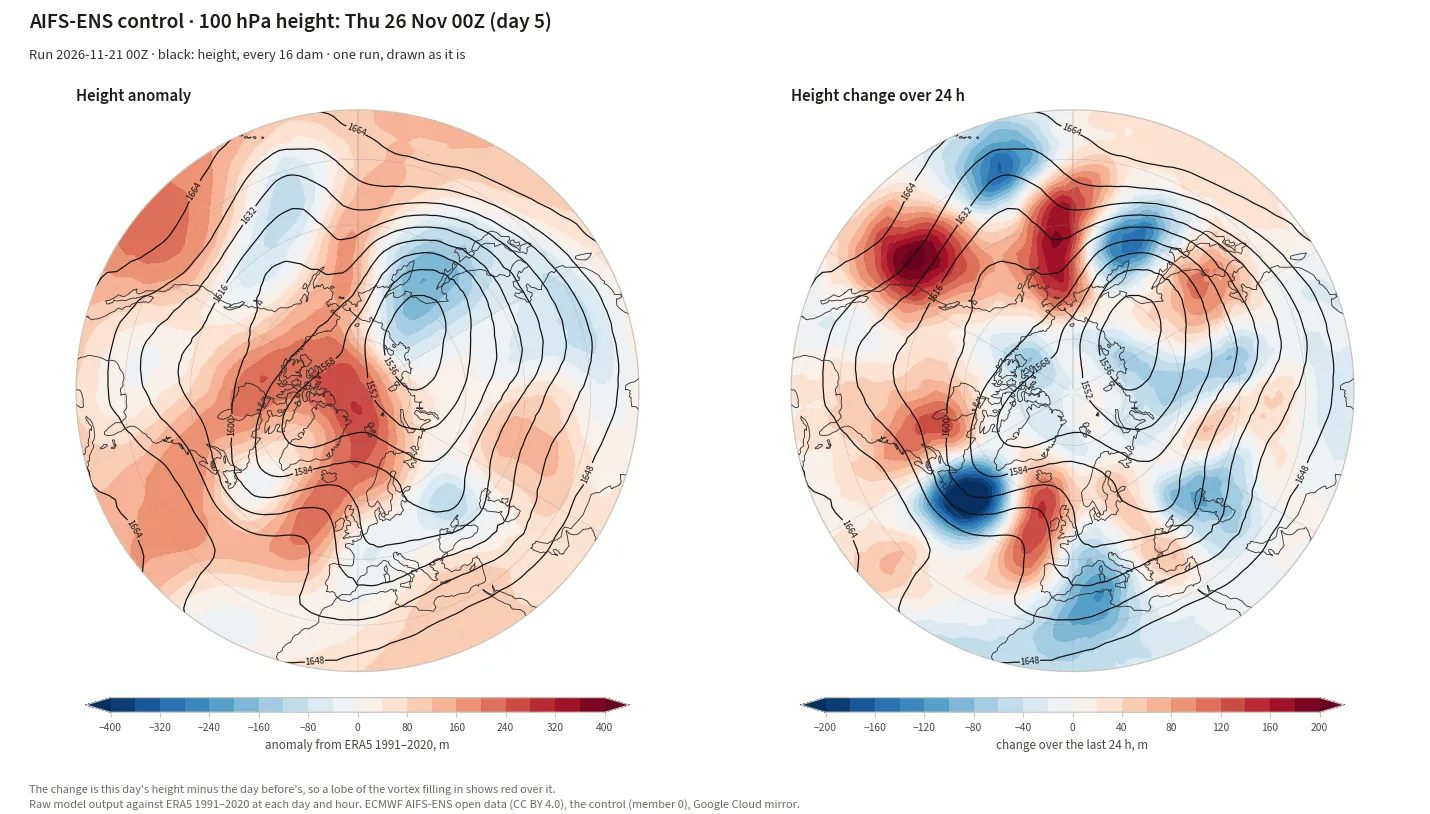 AIFS-ENS control · 100 hPa height: Thu 26 Nov 00Z (day 5)
Run 2026-11-21 00Z · black: height, every 16 dam · one run, drawn as it is
Height anomaly
Height change over 24 h
1664
1664
1632
1616
1568
1536
1552
1600
1584
1648
1664
1648
1664
1664
1632
1616
1568
1536
1552
1600
1584
1648
1664
1648
−400 −320 −240 −160 −80 0 80 160 240 320 400
anomaly from ERA5 1991–2020, m
−200 −160 −120 −80 −40 0 40 80 120 160 200
change over the last 24 h, m
The change is this day's height minus the day before's, so a lobe of the vortex filling in shows red over it.
Raw model output against ERA5 1991–2020 at each day and hour. ECMWF AIFS-ENS open data (CC BY 4.0), the control (member 0), Google Cloud mirror.